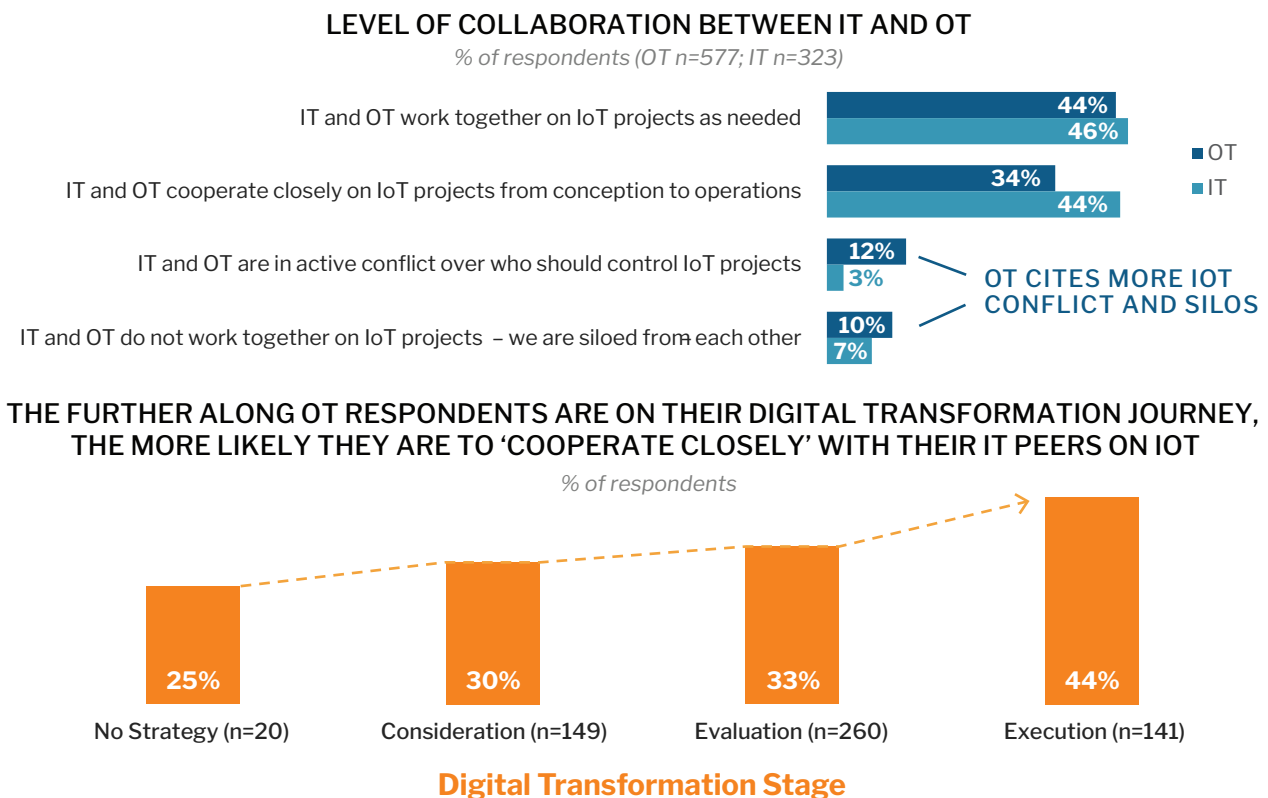 LEVEL OF COLLABORATION BETWEEN IT AND OT
% of respondents (OT n=577; IT n=323)
IT and OT work together on IoT projects as needed
44%
46%
OT
IT
IT and OT cooperate closely on IoT projects from conception to operations
34%
44%
IT and OT are in active conflict over who should control IoT projects
12%
3%
OT CITES MORE IOT
CONFLICT AND SILOS
IT and OT do not work together on IoT projects – we are siloed from each other
10%
7%
THE FURTHER ALONG OT RESPONDENTS ARE ON THEIR DIGITAL TRANSFORMATION JOURNEY,
THE MORE LIKELY THEY ARE TO ‘COOPERATE CLOSELY’ WITH THEIR IT PEERS ON IOT
% of respondents
25%
30%
33%
44%
No Strategy (n=20)
Consideration (n=149)
Evaluation (n=260)
Execution (n=141)
Digital Transformation Stage